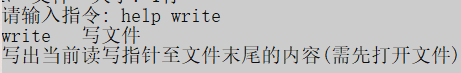 请输入指令: help write
write   写文件
写出当前读写指针至文件末尾的内容(需先打开文件)